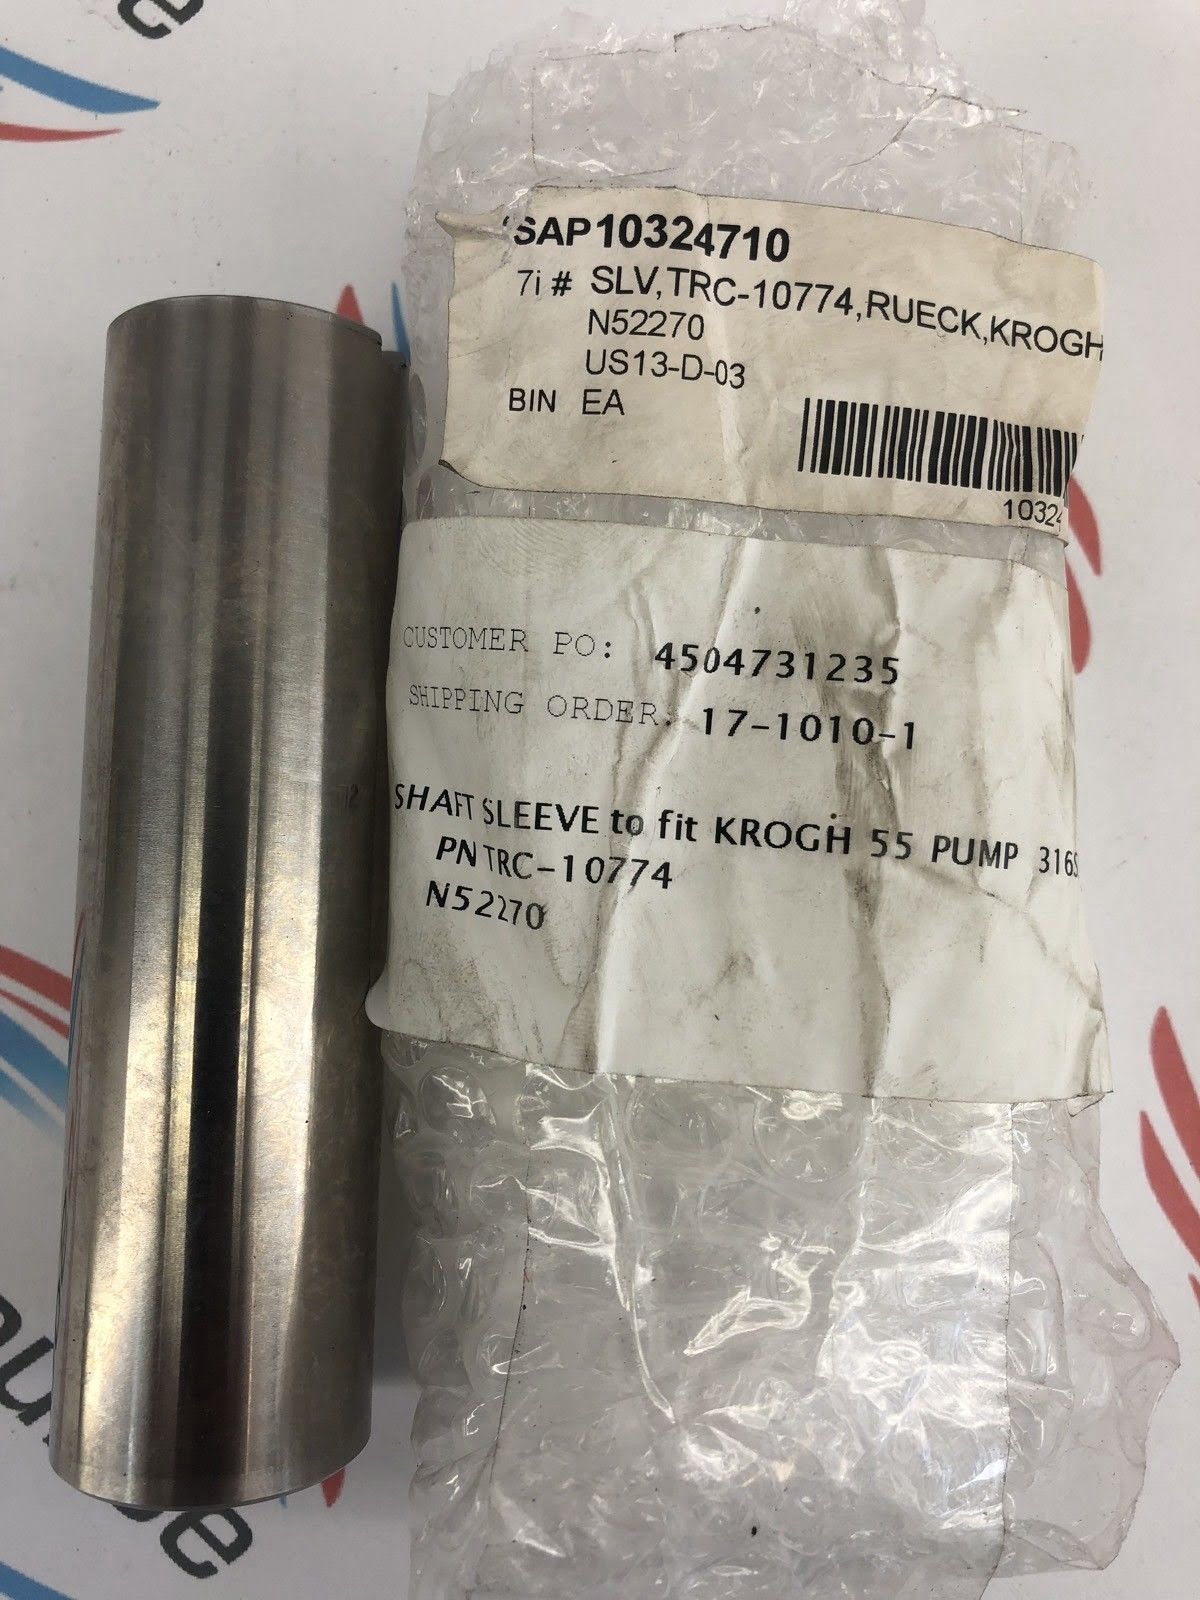 SAP10324710
7i # SLV,TRC-10774,RUECK,KROGH
N52270
US13-D-03
BIN EA
10324
CUSTOMER PO: 4504731235
SHIPPING ORDER: 17-1010-1
SHAFT SLEEVE to fit KROGH 55 PUMP 316S
PN TRC-10774
N52270